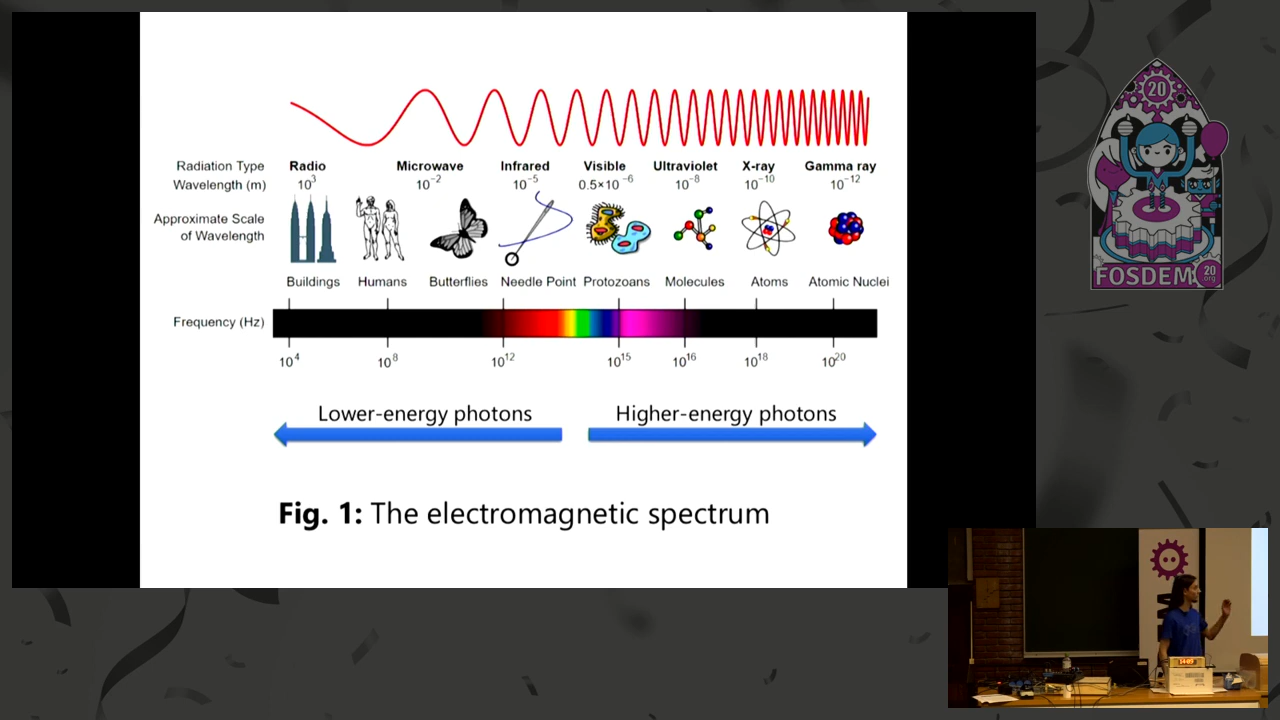 Radiation Type Radio Microwave Infrared Visible Ultraviolet X-ray Gamma ray
Wavelength (m) 10³ 10⁻² 10⁻⁵ 0.5×10⁻⁶ 10⁻⁸ 10⁻¹⁰ 10⁻¹²
Approximate Scale
of Wavelength
Buildings Humans Butterflies Needle Point Protozoans Molecules Atoms Atomic Nuclei
Frequency (Hz)
10⁴ 10⁸ 10¹² 10¹⁵ 10¹⁶ 10¹⁸ 10²⁰
Lower-energy photons Higher-energy photons
Fig. 1: The electromagnetic spectrum
20
FOSDEM
20
.org